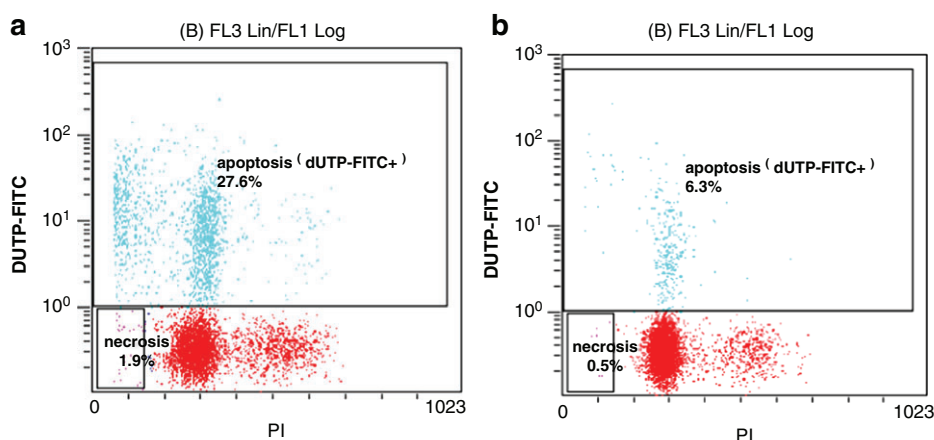 a
(B) FL3 Lin/FL1 Log
10³
10²
10¹
10⁰
DUTP-FITC
apoptosis ( dUTP-FITC+ )
27.6%
necrosis
1.9%
0
1023
PI
b
(B) FL3 Lin/FL1 Log
10³
10²
10¹
10⁰
DUTP-FITC
apoptosis ( dUTP-FITC+ )
6.3%
necrosis
0.5%
0
1023
PI